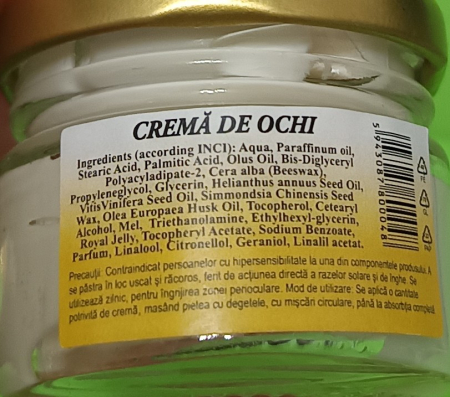 CREMĂ DE OCHI
Ingredients (according INCI): Aqua, Paraffinum oil,
Stearic Acid, Palmitic Acid, Olus Oil, Bis-Diglyceryl
Polyacyladipate-2, Cera alba (Beeswax),
Propyleneglycol, Glycerin, Helianthus annuus Seed Oil,
VitisVinifera Seed Oil, Simmondsia Chinensis Seed
Wax, Olea Europaea Husk Oil, Tocopherol, Cetearyl
Alcohol, Mel, Triethanolamine, Ethylhexyl-glycerin,
Royal Jelly, Tocopheryl Acetate, Sodium Benzoate,
Parfum, Linalool, Citronellol, Geraniol, Linalil acetat.
Precauții: Contraindicat persoanelor cu hipersensibilitate la una din componentele produsului. A
se păstra în loc uscat și răcoros, ferit de acțiunea directă a razelor solare și de înghe. Se
utilizează zilnic, pentru îngrijirea zonei perioculare. Mod de utilizare: Se aplică o cantitate
potrivită de cremă, masând pielea cu degetele, cu mișcări circulare, până la absorbția completă
5943087800048
PE
GL
PAP